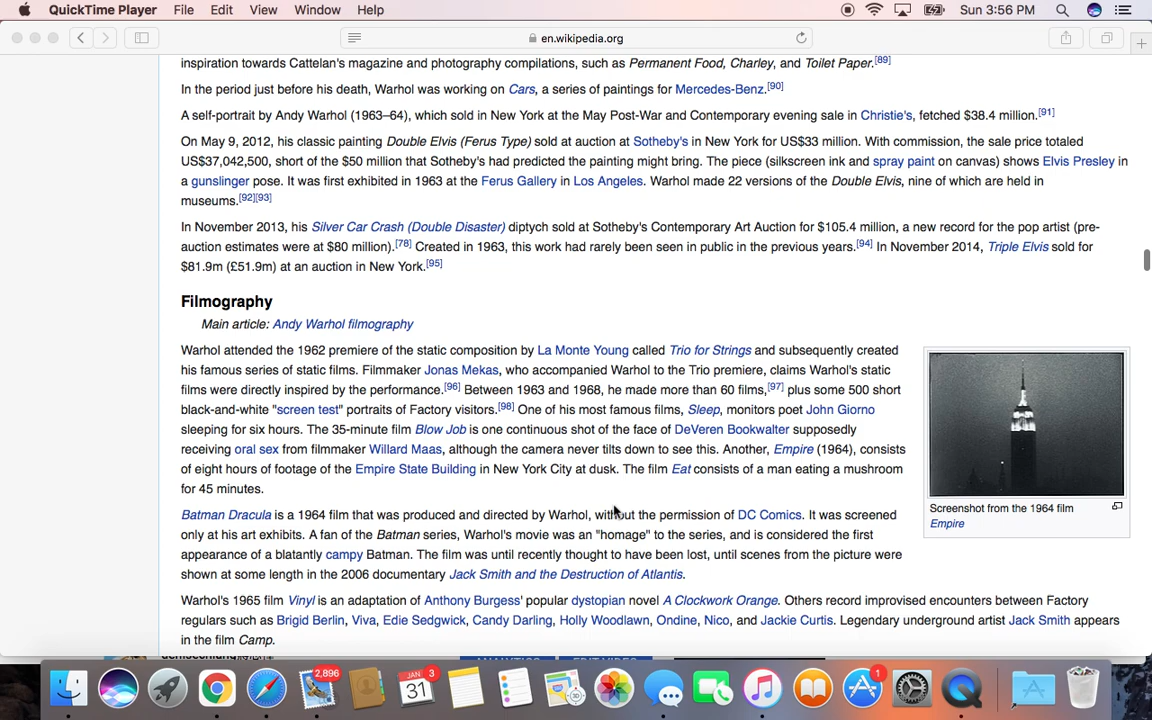 QuickTime Player File Edit View Window Help Sun 3:56 PM
en.wikipedia.org
inspiration towards Cattelan's magazine and photography compilations, such as Permanent Food, Charley, and Toilet Paper.[89]
In the period just before his death, Warhol was working on Cars, a series of paintings for Mercedes-Benz.[90]
A self-portrait by Andy Warhol (1963–64), which sold in New York at the May Post-War and Contemporary evening sale in Christie's, fetched $38.4 million.[91]
On May 9, 2012, his classic painting Double Elvis (Ferus Type) sold at auction at Sotheby's in New York for US$33 million. With commission, the sale price totaled
US$37,042,500, short of the $50 million that Sotheby's had predicted the painting might bring. The piece (silkscreen ink and spray paint on canvas) shows Elvis Presley in
a gunslinger pose. It was first exhibited in 1963 at the Ferus Gallery in Los Angeles. Warhol made 22 versions of the Double Elvis, nine of which are held in
museums.[92][93]
In November 2013, his Silver Car Crash (Double Disaster) diptych sold at Sotheby's Contemporary Art Auction for $105.4 million, a new record for the pop artist (pre-
auction estimates were at $80 million).[78] Created in 1963, this work had rarely been seen in public in the previous years.[94] In November 2014, Triple Elvis sold for
$81.9m (£51.9m) at an auction in New York.[95]
Filmography
Main article: Andy Warhol filmography
Warhol attended the 1962 premiere of the static composition by La Monte Young called Trio for Strings and subsequently created
his famous series of static films. Filmmaker Jonas Mekas, who accompanied Warhol to the Trio premiere, claims Warhol's static
films were directly inspired by the performance.[96] Between 1963 and 1968, he made more than 60 films,[97] plus some 500 short
black-and-white "screen test" portraits of Factory visitors.[98] One of his most famous films, Sleep, monitors poet John Giorno
sleeping for six hours. The 35-minute film Blow Job is one continuous shot of the face of DeVeren Bookwalter supposedly
receiving oral sex from filmmaker Willard Maas, although the camera never tilts down to see this. Another, Empire (1964), consists
of eight hours of footage of the Empire State Building in New York City at dusk. The film Eat consists of a man eating a mushroom
for 45 minutes.
Screenshot from the 1964 film
Empire
Batman Dracula is a 1964 film that was produced and directed by Warhol, without the permission of DC Comics. It was screened
only at his art exhibits. A fan of the Batman series, Warhol's movie was an "homage" to the series, and is considered the first
appearance of a blatantly campy Batman. The film was until recently thought to have been lost, until scenes from the picture were
shown at some length in the 2006 documentary Jack Smith and the Destruction of Atlantis.
Warhol's 1965 film Vinyl is an adaptation of Anthony Burgess' popular dystopian novel A Clockwork Orange. Others record improvised encounters between Factory
regulars such as Brigid Berlin, Viva, Edie Sedgwick, Candy Darling, Holly Woodlawn, Ondine, Nico, and Jackie Curtis. Legendary underground artist Jack Smith appears
in the film Camp.
2,896
OCT 31 3
1